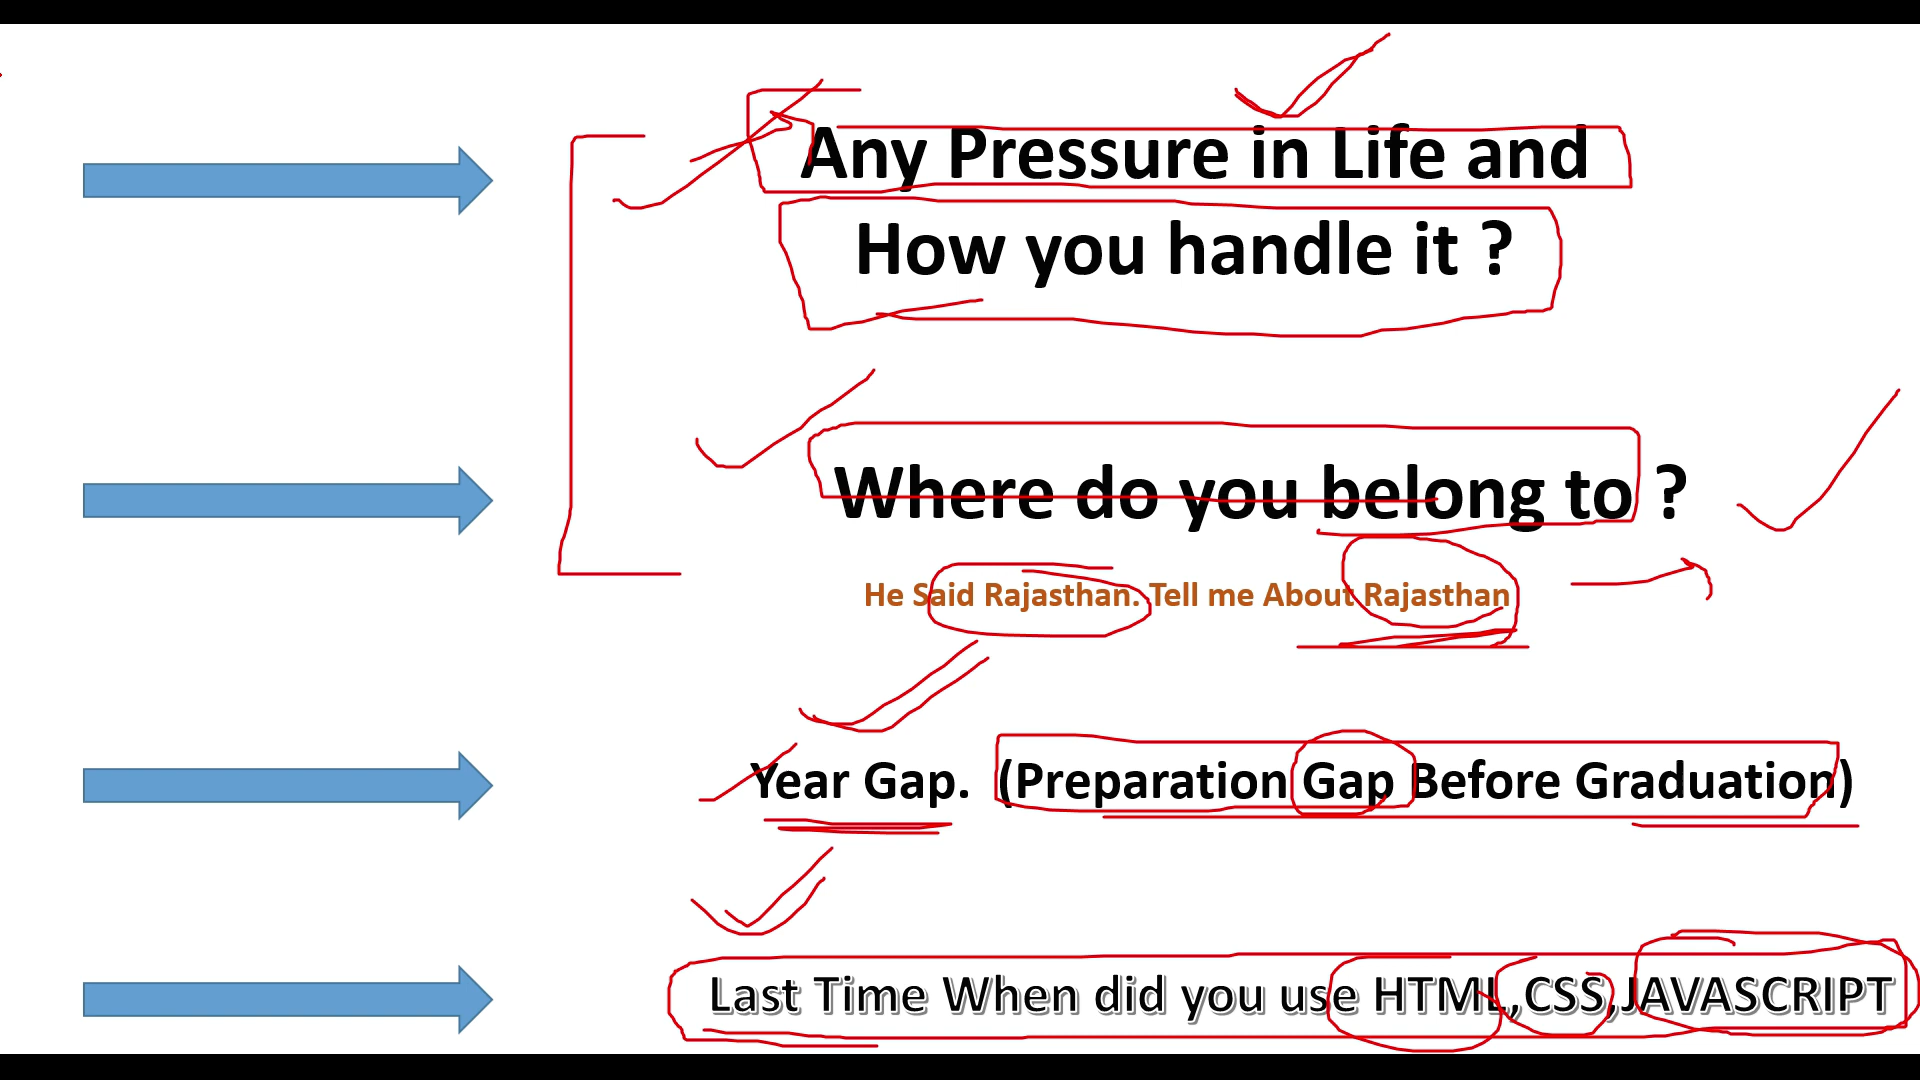 Any Pressure in Life and
How you handle it ?
Where do you belong to ?
He Said Rajasthan. Tell me About Rajasthan
Year Gap. (Preparation Gap Before Graduation)
Last Time When did you use HTML,CSS,JAVASCRIPT